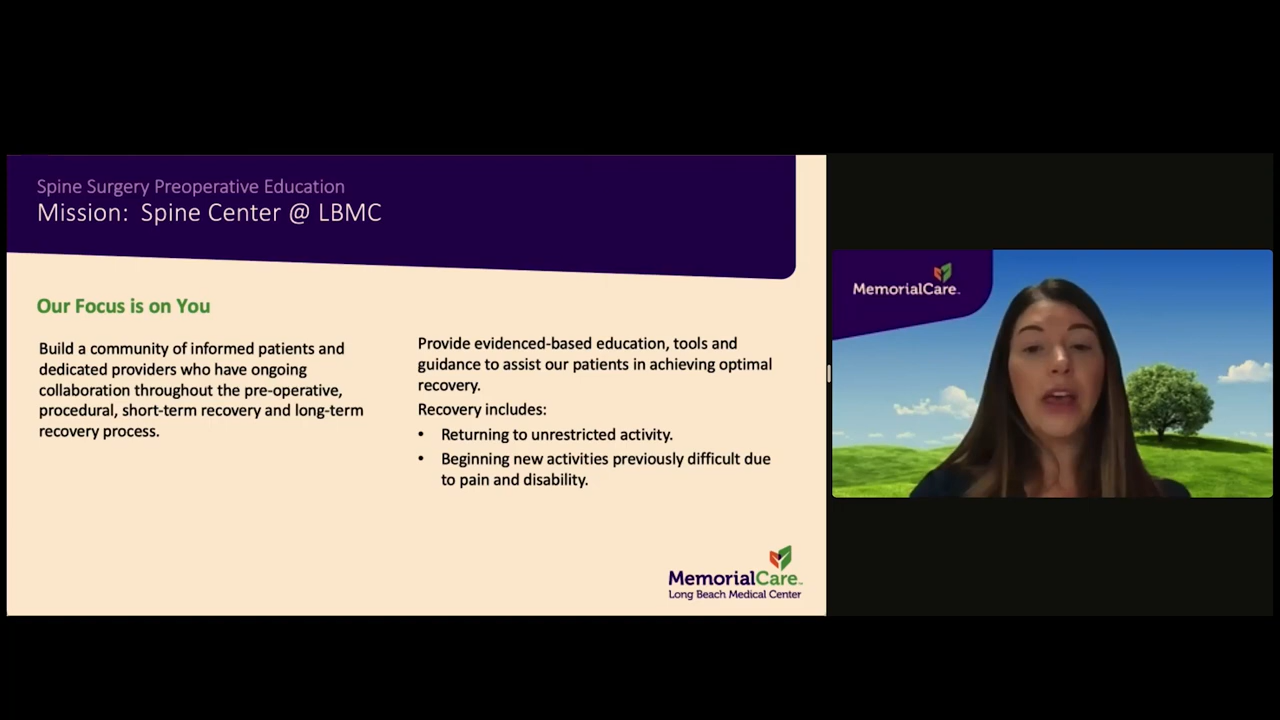 Spine Surgery Preoperative Education
Mission: Spine Center @ LBMC
Our Focus is on You
Build a community of informed patients and
dedicated providers who have ongoing
collaboration throughout the pre-operative,
procedural, short-term recovery and long-term
recovery process.
Provide evidenced-based education, tools and
guidance to assist our patients in achieving optimal
recovery.
Recovery includes:
• Returning to unrestricted activity.
• Beginning new activities previously difficult due
to pain and disability.
MemorialCare™
Long Beach Medical Center
MemorialCare™